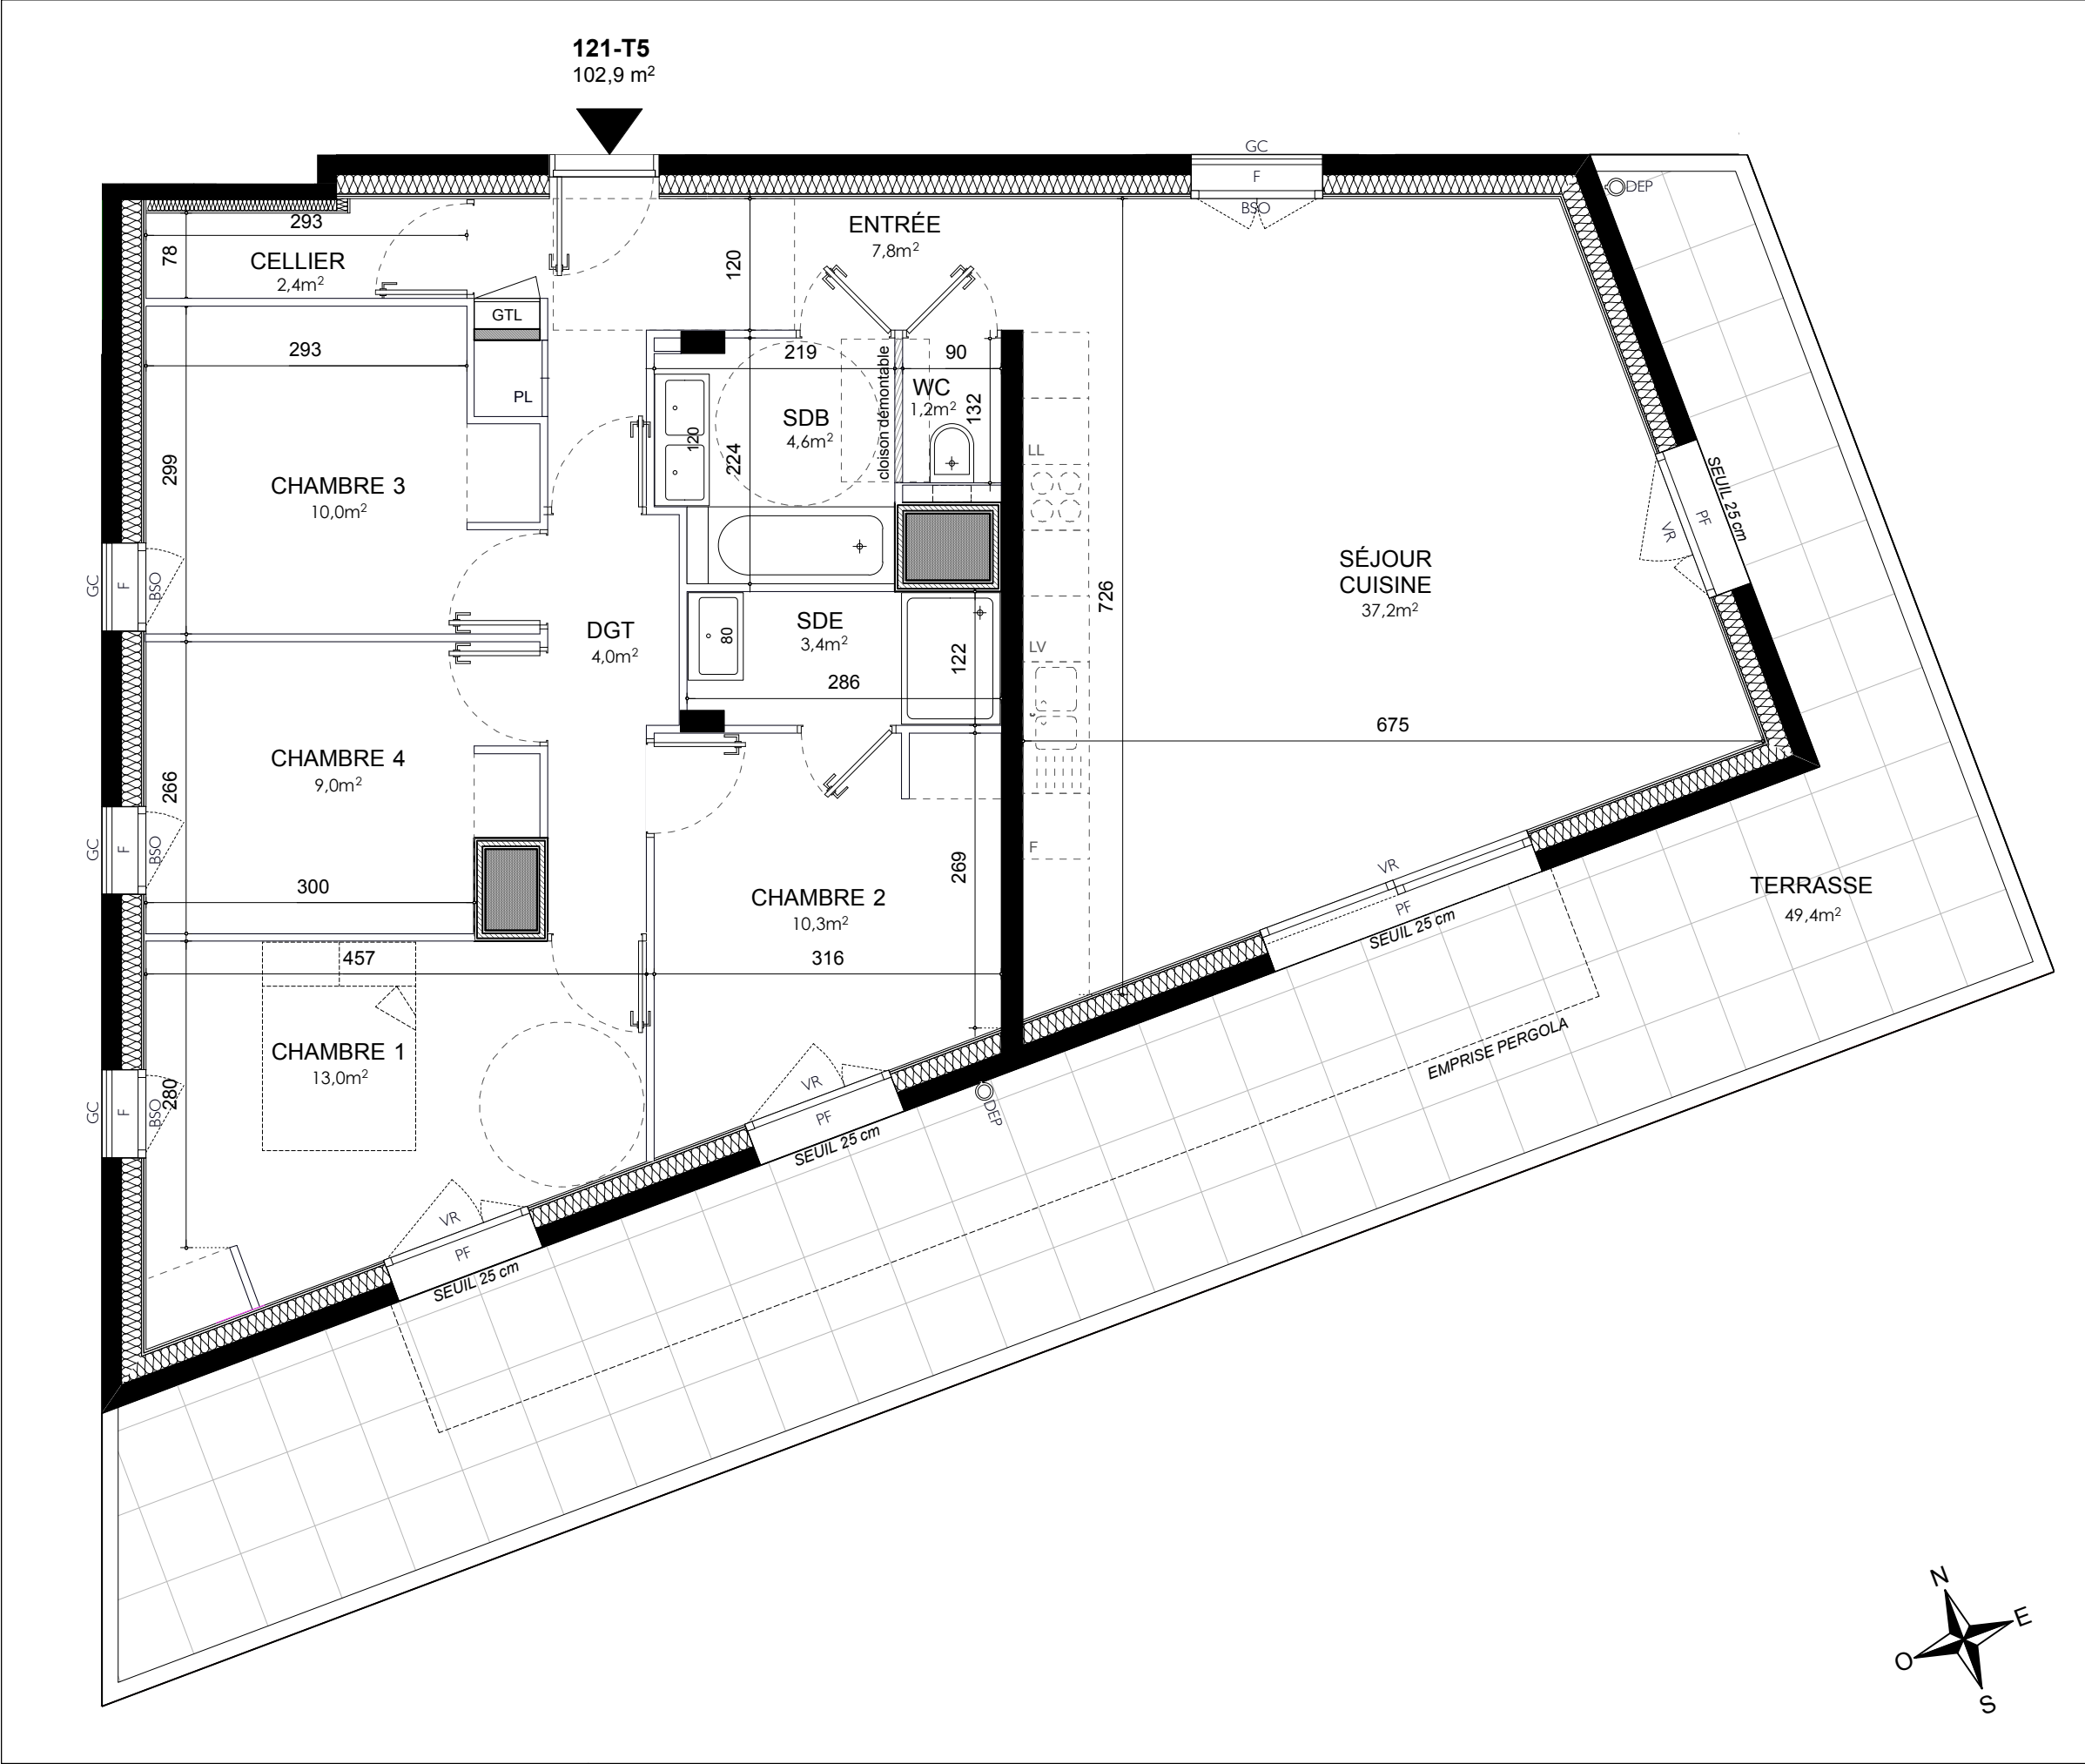 121-T5
102,9 m²
GC
F
BSO
DEP
293
78
CELLIER
2,4m²
120
ENTRÉE
7,8m²
GTL
293
PL
219
90
cloison démontable
WC
1,2m²
132
SDB
4,6m²
120
224
LL
299
CHAMBRE 3
10,0m²
SEUIL 25 cm
PF
VR
SÉJOUR
CUISINE
37,2m²
726
GC
F
BSO
DGT
4,0m²
SDE
3,4m²
80
122
286
LV
675
CHAMBRE 4
9,0m²
266
GC
F
BSO
300
269
F
CHAMBRE 2
10,3m²
316
457
VR
PF
SEUIL 25 cm
TERRASSE
49,4m²
EMPRISE PERGOLA
CHAMBRE 1
13,0m²
280
GC
F
BSO
VR
PF
SEUIL 25 cm
DEP
VR
PF
SEUIL 25 cm
N
E
O
S